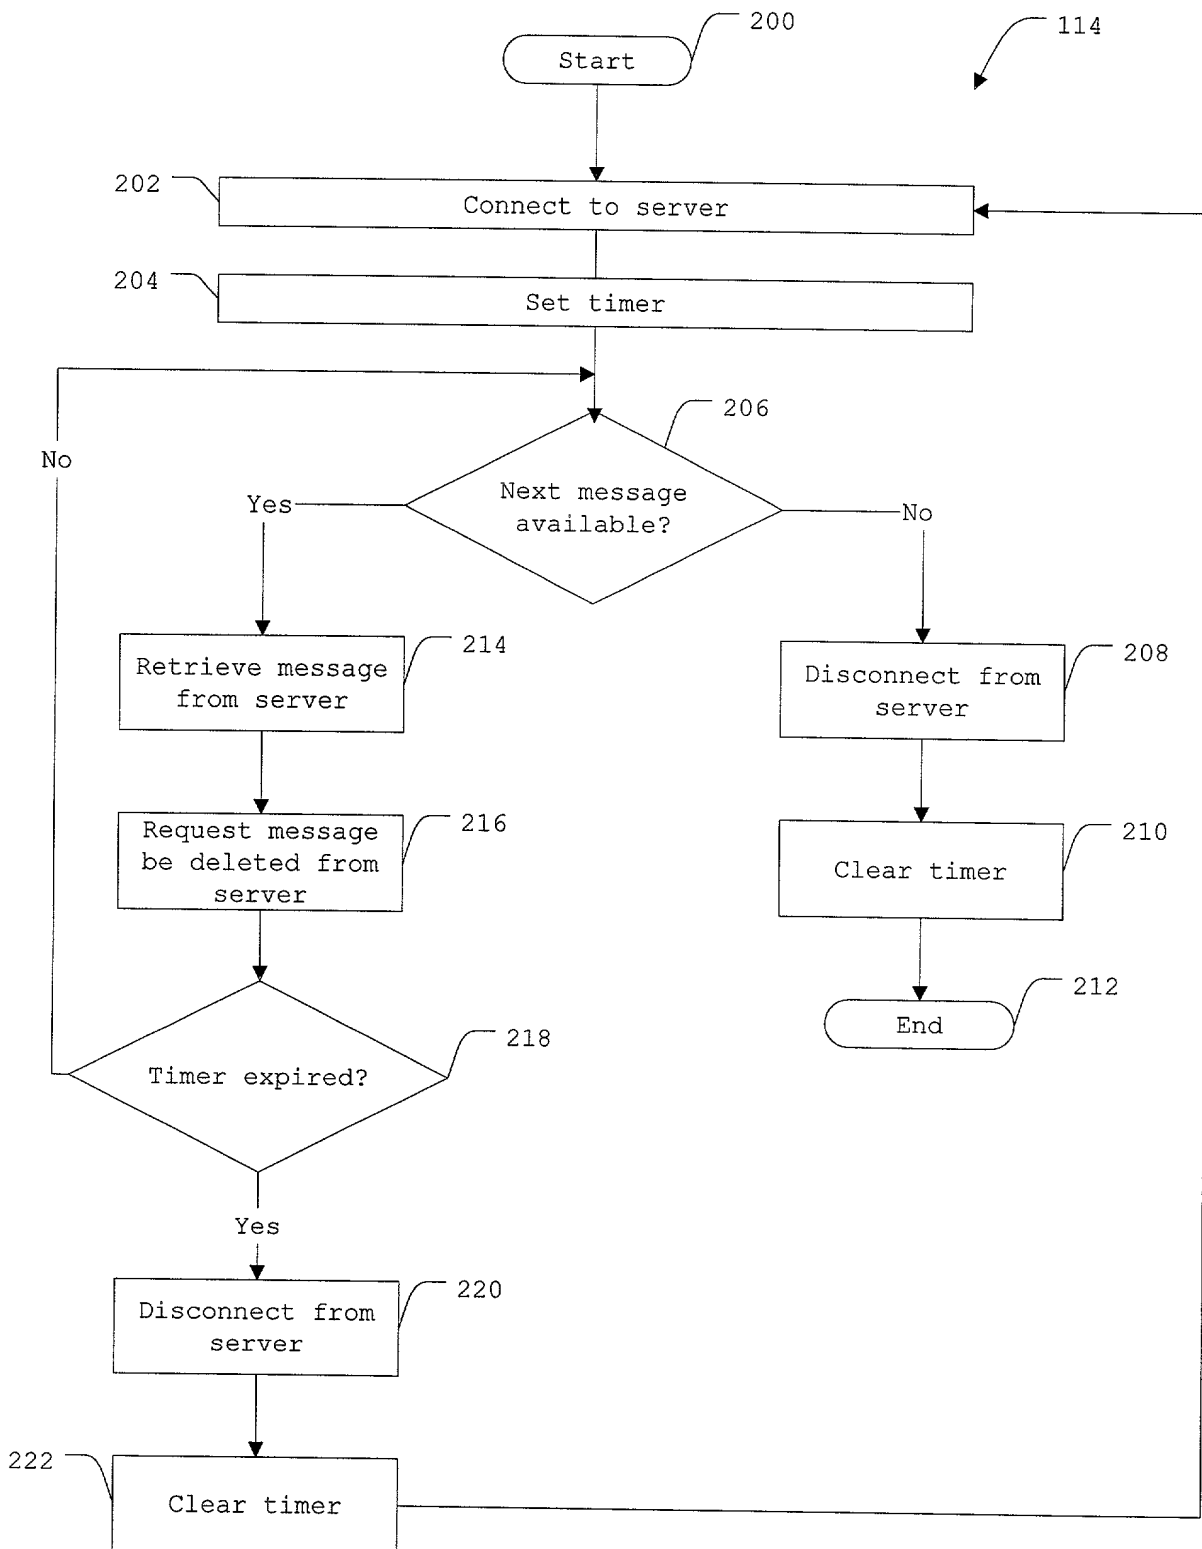 200
114
Start
202
Connect to server
204
Set timer
206
No
Next message
available?
Yes
No
214
Retrieve message
from server
208
Disconnect from
server
216
Request message
be deleted from
server
210
Clear timer
212
End
218
Timer expired?
Yes
220
Disconnect from
server
222
Clear timer